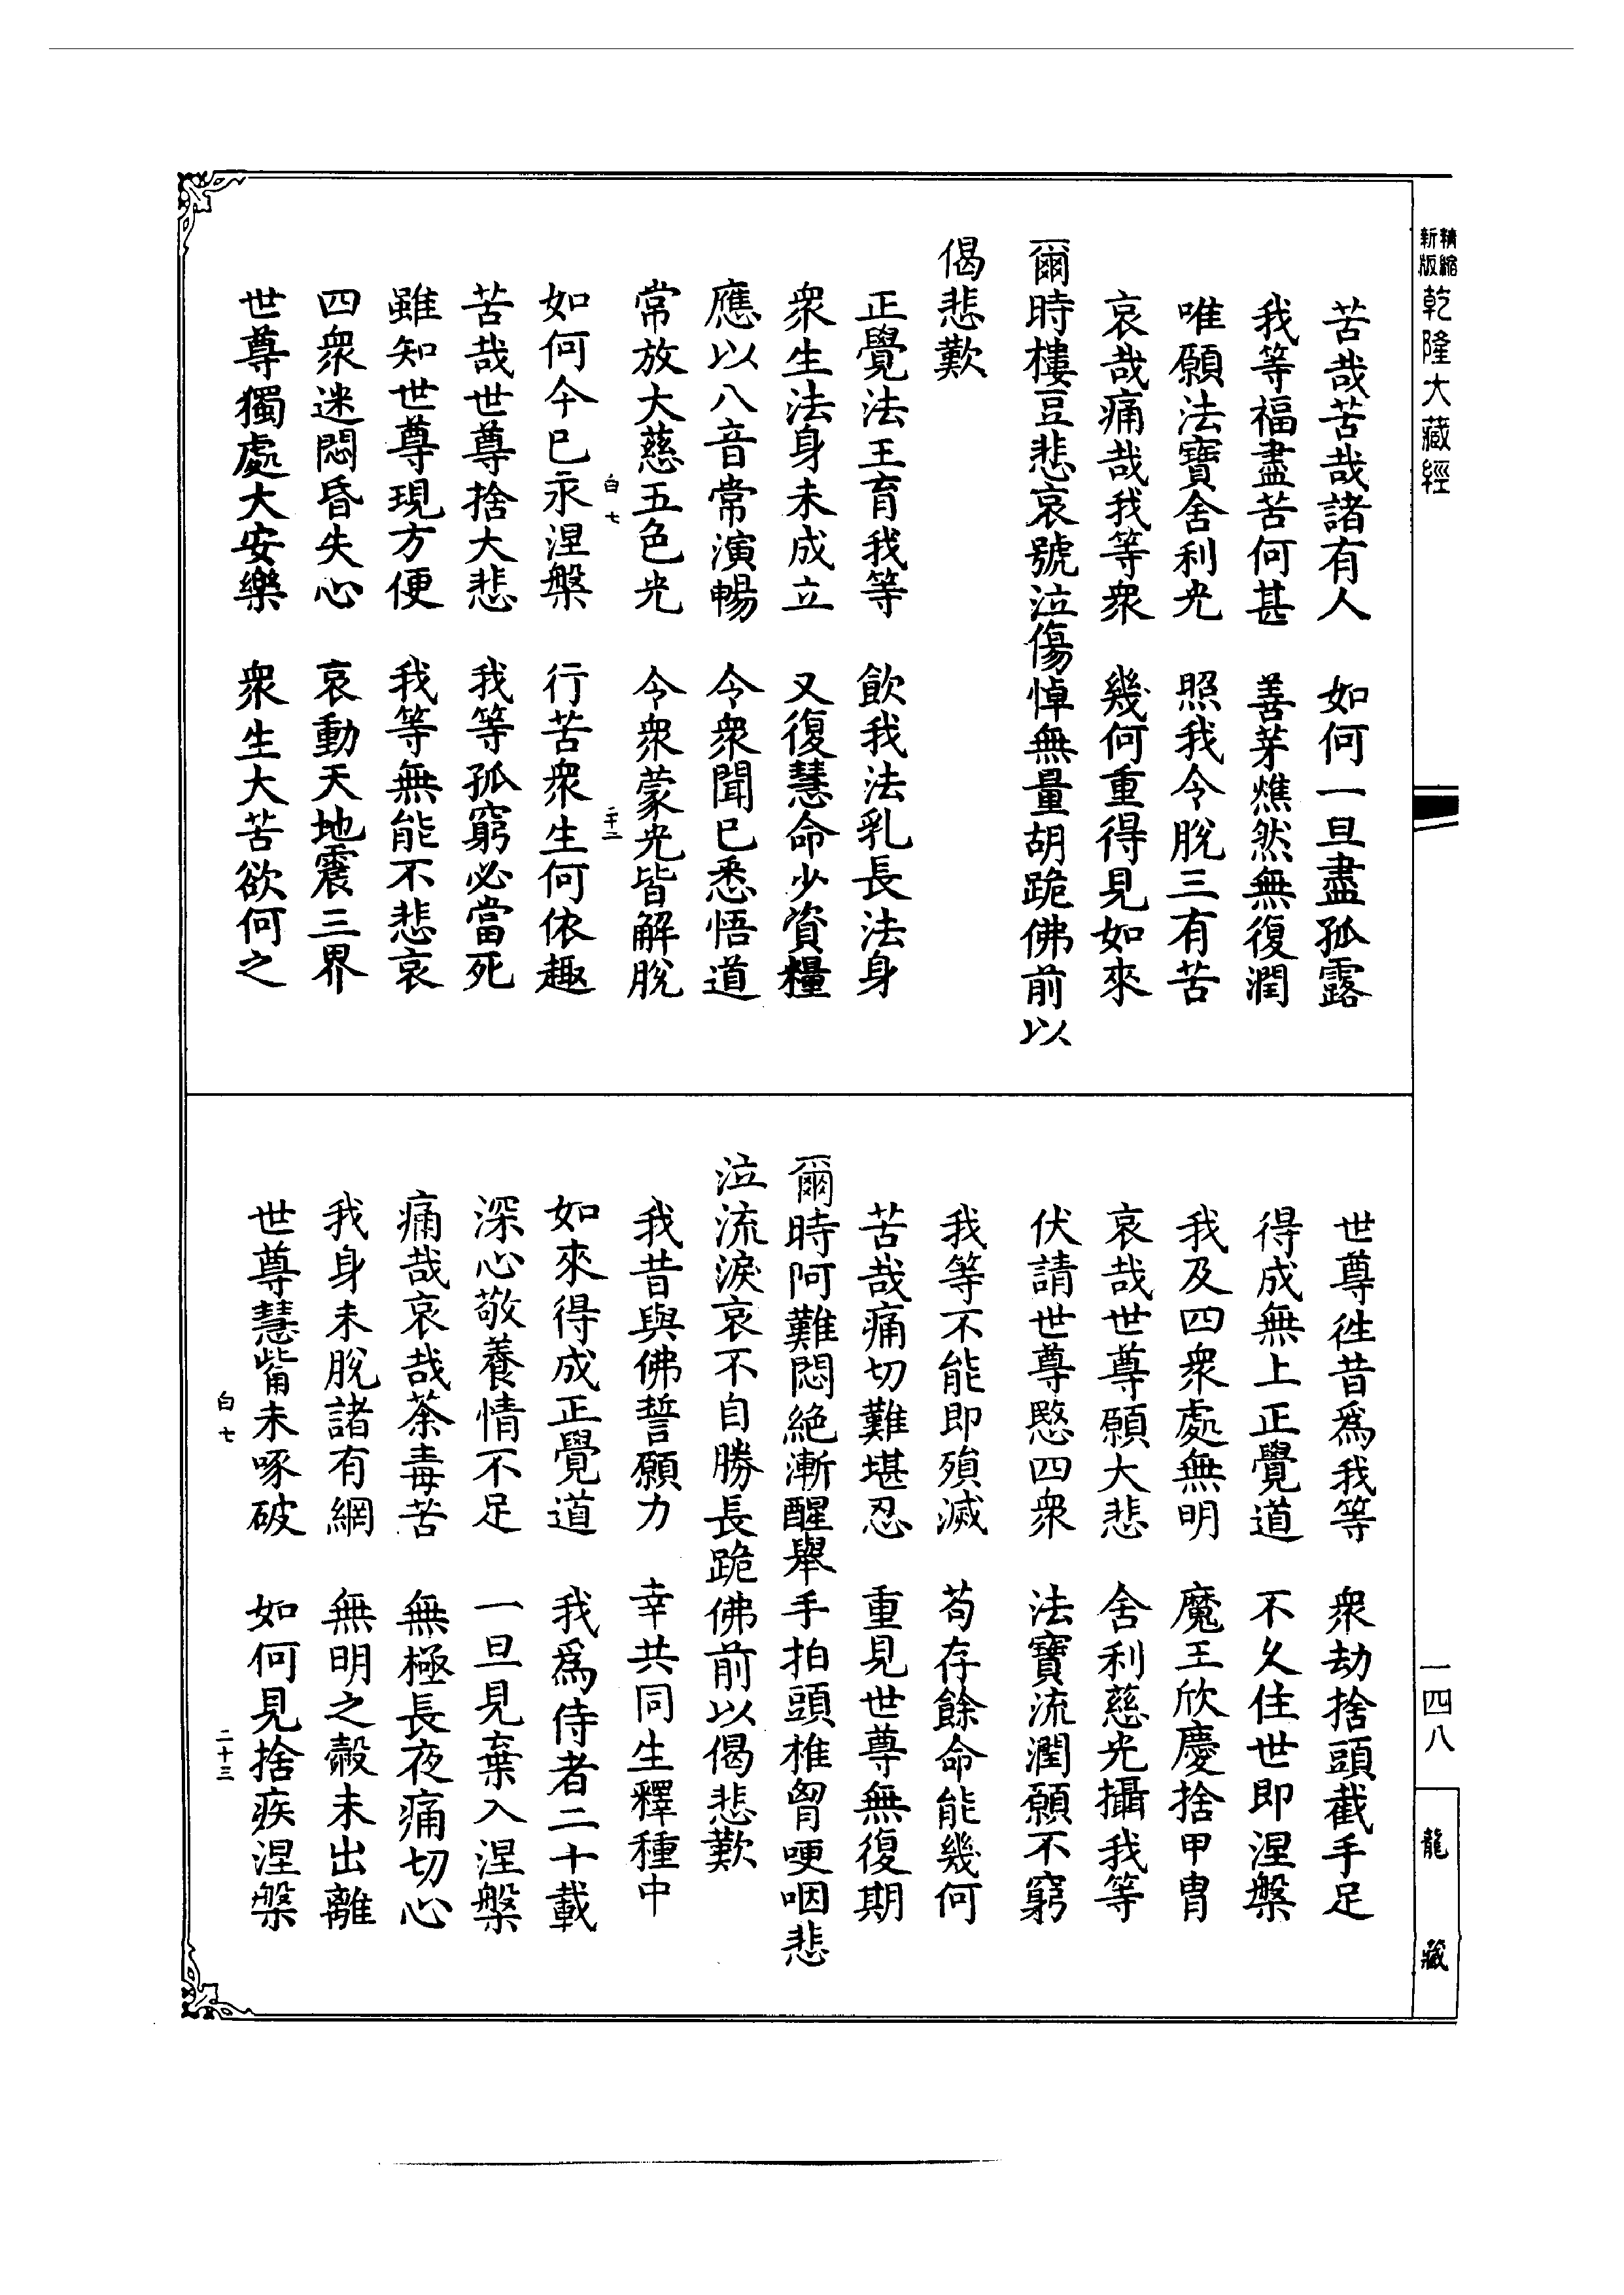 精縮新版乾隆大藏經
一四八
龍藏
苦哉苦哉諸有人　如何一旦盡孤露
我等福盡苦何甚　善芽燋然無復潤
唯願法寶舍利光　照我令脫三有苦
哀哉痛哉我等衆　幾何重得見如來
爾時樓豆悲哀號泣傷悼無量胡跪佛前以
偈悲歎
正覺法王育我等　飲我法乳長法身
衆生法身未成立　又復慧命少資糧
應以八音常演暢　令衆聞已悉悟道
常放大慈五色光　令衆蒙光皆解脫
白七　二十二
如何今已永涅槃　行苦衆生何依趣
苦哉世尊捨大悲　我等孤窮必當死
雖知世尊現方便　我等無能不悲哀
四衆迷悶昏失心　哀動天地震三界
世尊獨處大安樂　衆生大苦欲何之
世尊往昔爲我等　衆劫捨頭截手足
得成無上正覺道　不久住世即涅槃
我及四衆處無明　魔王欣慶捨甲胄
哀哉世尊願大悲　舍利慈光攝我等
伏請世尊愍四衆　法寶流潤願不窮
我等不能即殞滅　苟存餘命能幾何
苦哉痛切難堪忍　重見世尊無復期
爾時阿難悶絶漸醒舉手拍頭椎胷哽咽悲
泣流淚哀不自勝長跪佛前以偈悲歎
我昔與佛誓願力　幸共同生釋種中
如來得成正覺道　我爲侍者二十載
深心敬養情不足　一旦見棄入涅槃
痛哉哀哉荼毒苦　無極長夜痛切心
我身未脫諸有網　無明之㲉未出離
世尊慧觜未啄破　如何見捨疾涅槃
白七　二十三